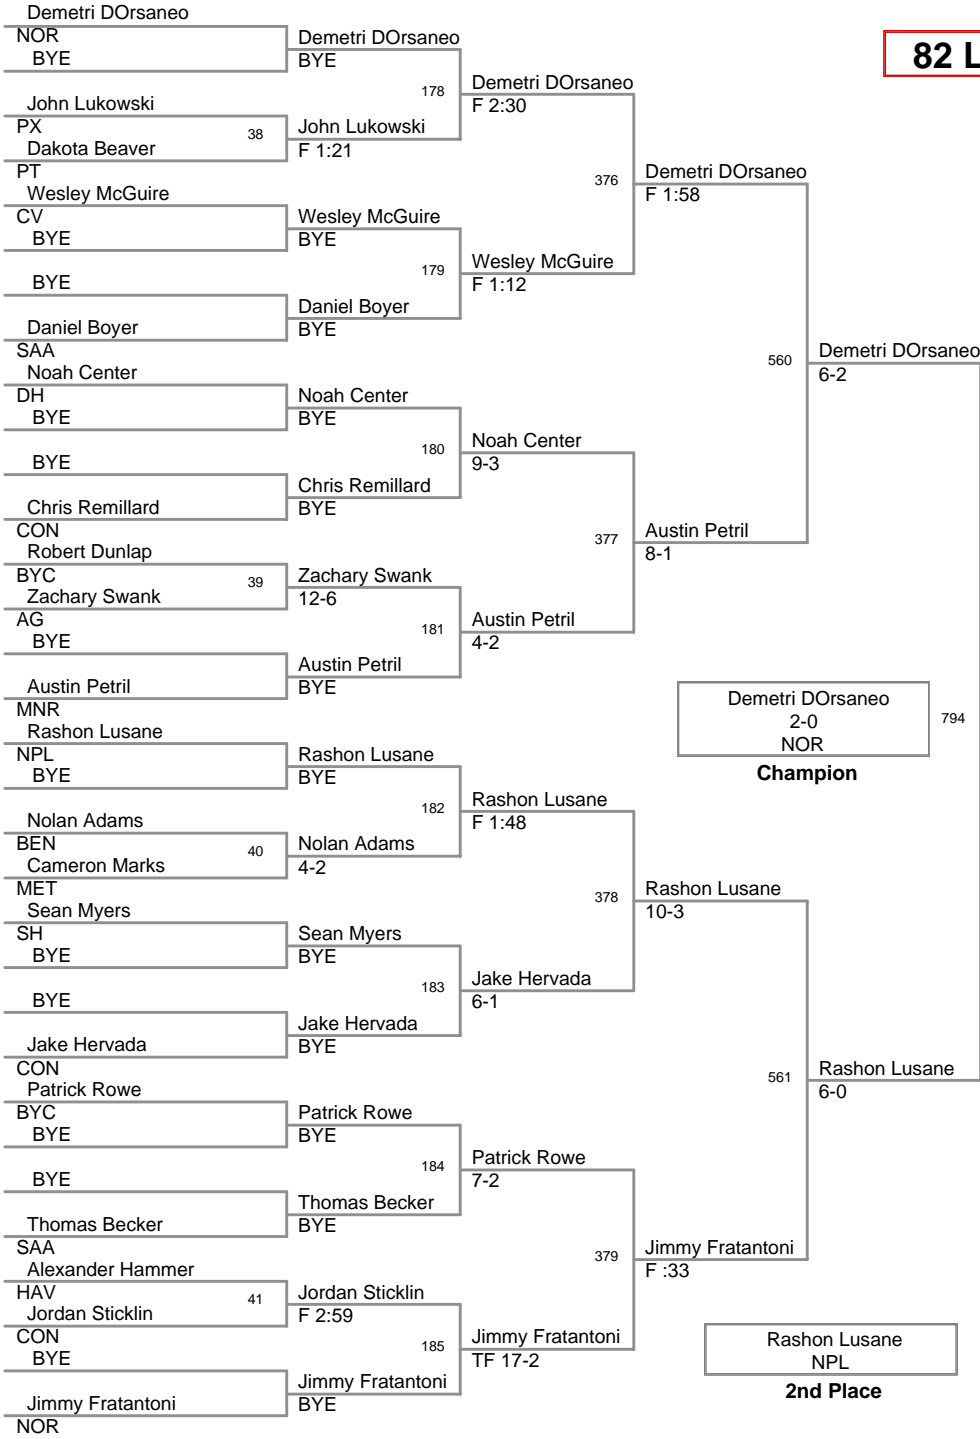 Demetri DOrsaneo
NOR
BYE
John Lukowski
PX
Dakota Beaver
PT
Wesley McGuire
CV
BYE
BYE
Daniel Boyer
SAA
Noah Center
DH
BYE
BYE
Chris Remillard
CON
Robert Dunlap
BYC
Zachary Swank
AG
BYE
Austin Petril
MNR
Rashon Lusane
NPL
BYE
Nolan Adams
BEN
Cameron Marks
MET
Sean Myers
SH
BYE
BYE
Jake Hervada
CON
Patrick Rowe
BYC
BYE
BYE
Thomas Becker
SAA
Alexander Hammer
HAV
Jordan Sticklin
CON
BYE
Jimmy Fratantoni
NOR
38
39
40
41
Demetri DOrsaneo
BYE
John Lukowski
F 1:21
Wesley McGuire
BYE
Daniel Boyer
BYE
Noah Center
BYE
Chris Remillard
BYE
Zachary Swank
12-6
Austin Petril
BYE
Rashon Lusane
BYE
Nolan Adams
4-2
Sean Myers
BYE
Jake Hervada
BYE
Patrick Rowe
BYE
Thomas Becker
BYE
Jordan Sticklin
F 2:59
Jimmy Fratantoni
BYE
178
179
180
181
182
183
184
185
Demetri DOrsaneo
F 2:30
Wesley McGuire
F 1:12
Noah Center
9-3
Austin Petril
4-2
Rashon Lusane
F 1:48
Jake Hervada
6-1
Patrick Rowe
7-2
Jimmy Fratantoni
TF 17-2
376
377
378
379
Demetri DOrsaneo
F 1:58
Austin Petril
8-1
Rashon Lusane
10-3
Jimmy Fratantoni
F :33
560
561
Demetri DOrsaneo
6-2
Rashon Lusane
6-0
82 L
Demetri DOrsaneo
2-0
NOR
794
Champion
Rashon Lusane
NPL
2nd Place